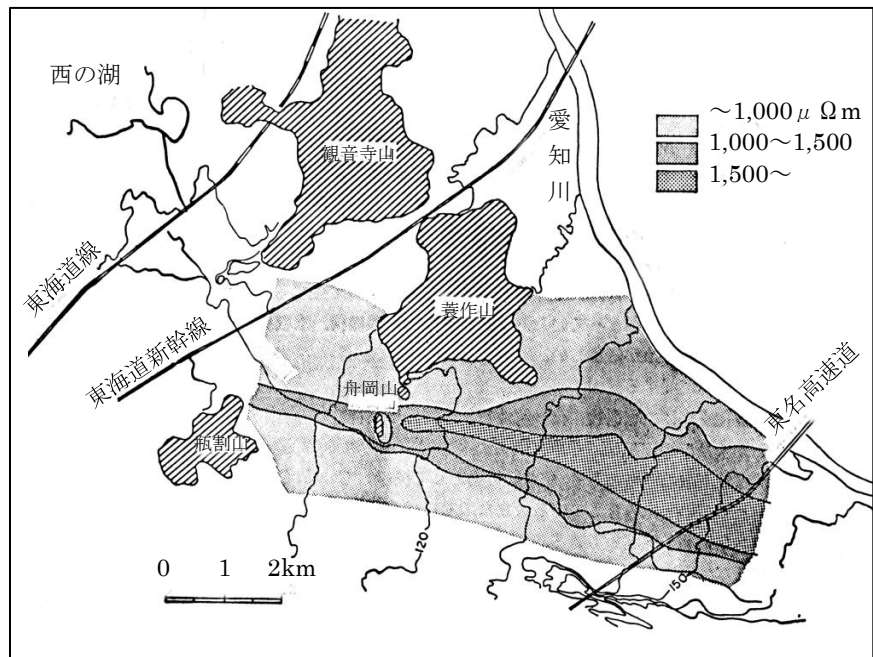 西の湖
観音寺山
愛知川
～1,000μΩm
1,000～1,500
1,500～
東海道線
東海道新幹線
蓑作山
舟岡山
瓶割山
東名高速道
0 1 2km
120
150